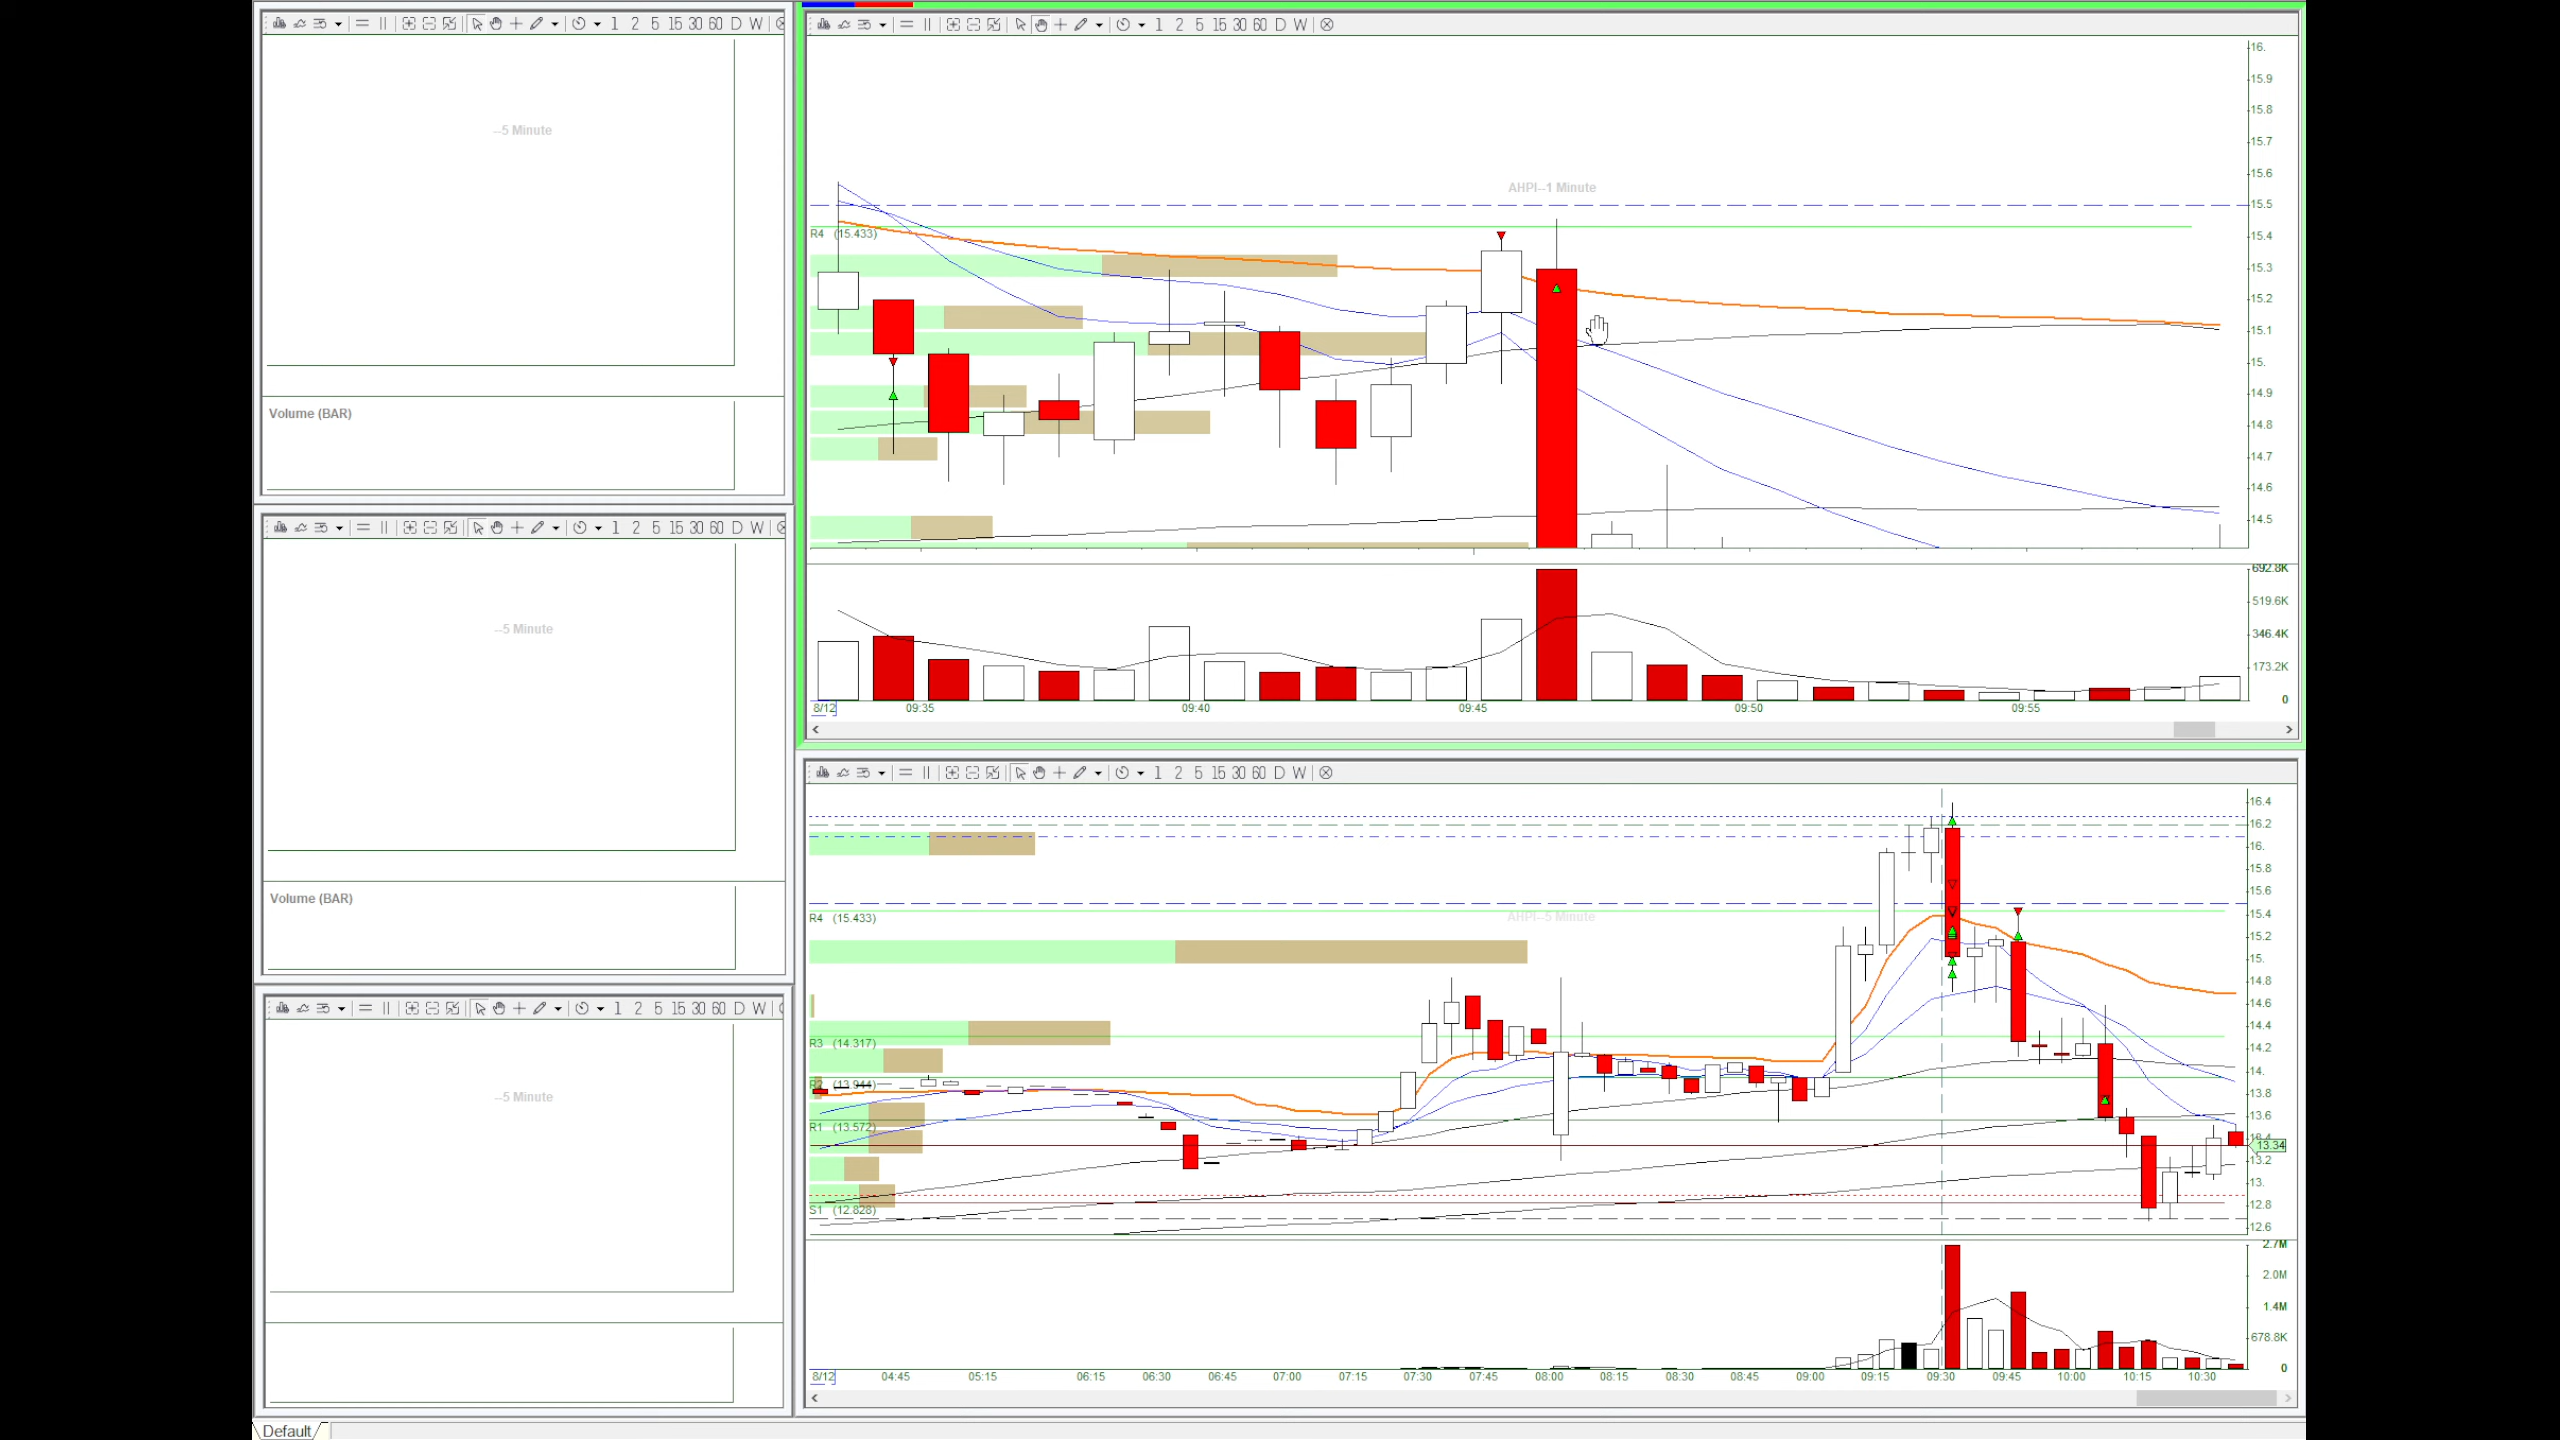 1 2 5 15 30 60 D W
--5 Minute
Volume (BAR)
1 2 5 15 30 60 D W
--5 Minute
Volume (BAR)
1 2 5 15 30 60 D W
--5 Minute
Default
1 2 5 15 30 60 D W
AHPI--1 Minute
R4 (15.433)
16.
15.9
15.8
15.7
15.6
15.5
15.4
15.3
15.2
15.1
15.
14.9
14.8
14.7
14.6
14.5
692.8K
519.6K
346.4K
173.2K
0
8/12 09:35 09:40 09:45 09:50 09:55
1 2 5 15 30 60 D W
AHPI--5 Minute
R4 (15.433)
R3 (14.317)
R2 (13.944)
R1 (13.572)
S1 (12.828)
16.4
16.2
16.
15.8
15.6
15.4
15.2
15.
14.8
14.6
14.4
14.2
14.
13.8
13.6
13.34
13.2
13.
12.8
12.6
2.7M
2.0M
1.4M
678.8K
0
8/12 04:45 05:15 06:15 06:30 06:45 07:00 07:15 07:30 07:45 08:00 08:15 08:30 08:45 09:00 09:15 09:30 09:45 10:00 10:15 10:30